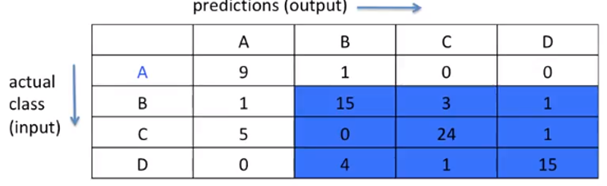 predictions (output)
A B C D
actual class (input)
A 9 1 0 0
B 1 15 3 1
C 5 0 24 1
D 0 4 1 15